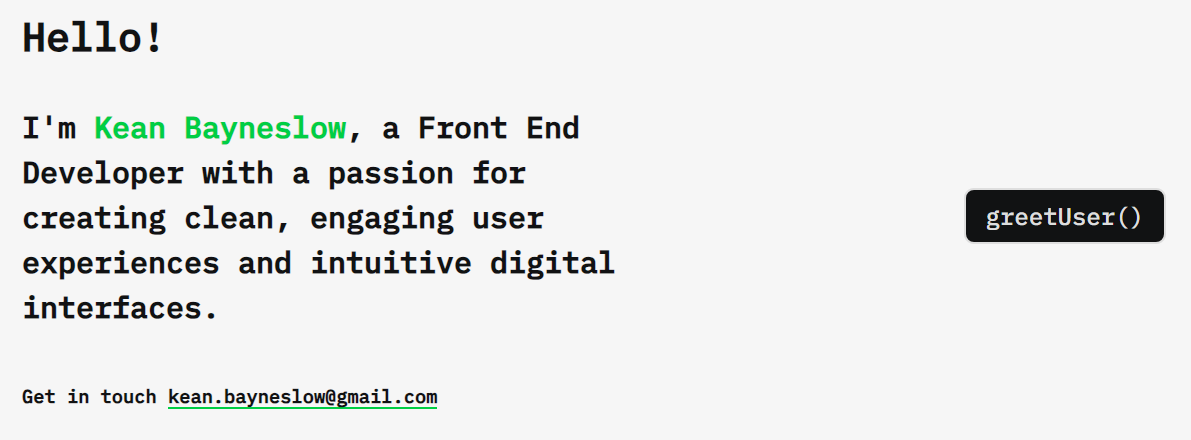 Hello!
I'm Kean Bayneslow, a Front End
Developer with a passion for
creating clean, engaging user
experiences and intuitive digital
interfaces.
greetUser()
Get in touch kean.bayneslow@gmail.com